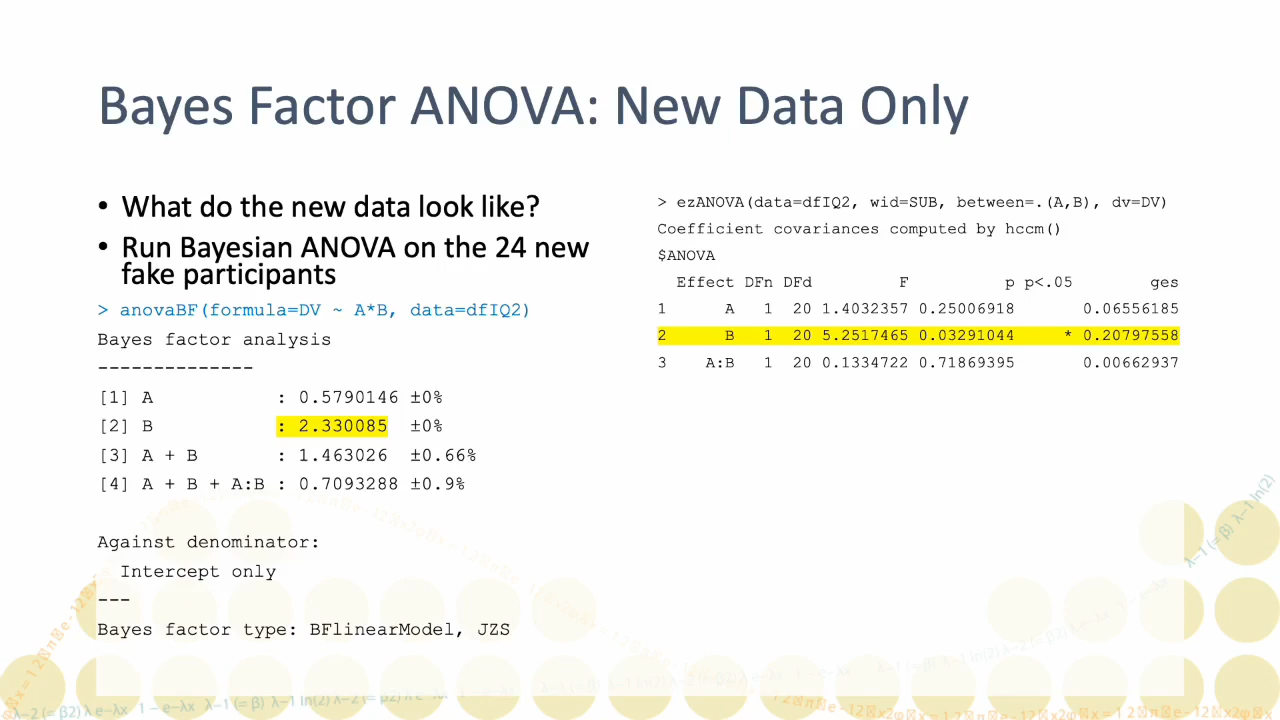 Bayes Factor ANOVA: New Data Only
• What do the new data look like?
• Run Bayesian ANOVA on the 24 new
fake participants
> anovaBF(formula=DV ~ A*B, data=dfIQ2)
Bayes factor analysis
--------------
[1] A : 0.5790146 ±0%
[2] B : 2.330085 ±0%
[3] A + B : 1.463026 ±0.66%
[4] A + B + A:B : 0.7093288 ±0.9%
Against denominator:
Intercept only
---
Bayes factor type: BFlinearModel, JZS
> ezANOVA(data=dfIQ2, wid=SUB, between=.(A,B), dv=DV)
Coefficient covariances computed by hccm()
$ANOVA
Effect DFn DFd F p p<.05 ges
1 A 1 20 1.4032357 0.25006918 0.06556185
2 B 1 20 5.2517465 0.03291044 * 0.20797558
3 A:B 1 20 0.1334722 0.71869395 0.00662937